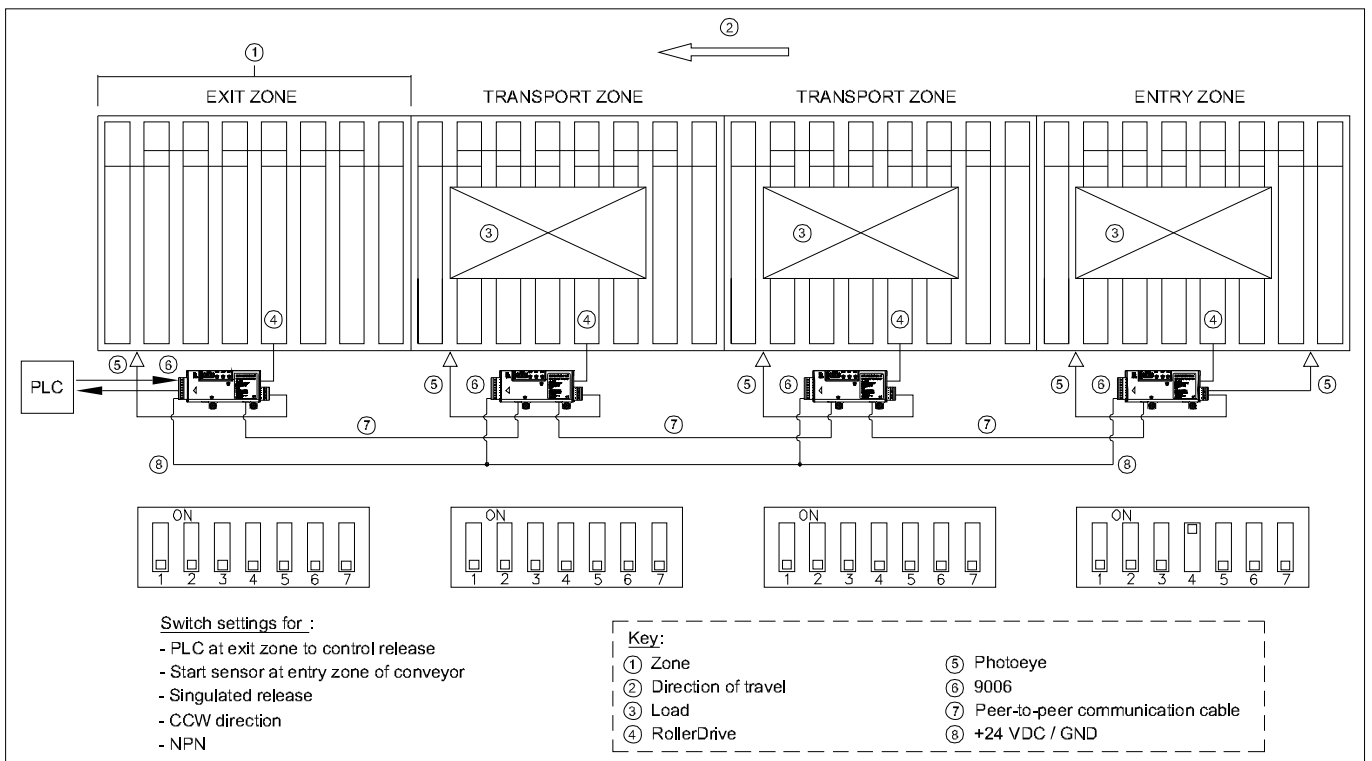 ②
①
EXIT ZONE TRANSPORT ZONE TRANSPORT ZONE ENTRY ZONE
③ ③ ③
④ ④ ④ ④
⑤ ⑥ ⑤ ⑥ ⑤ ⑥ ⑤ ⑥ ⑤
PLC
⑦ ⑦ ⑦
⑧ ⑧
ON ON ON ON
1 2 3 4 5 6 7 1 2 3 4 5 6 7 1 2 3 4 5 6 7 1 2 3 4 5 6 7
Switch settings for :
- PLC at exit zone to control release
- Start sensor at entry zone of conveyor
- Singulated release
- CCW direction
- NPN
Key:
① Zone
② Direction of travel
③ Load
④ RollerDrive
⑤ Photoeye
⑥ 9006
⑦ Peer-to-peer communication cable
⑧ +24 VDC / GND